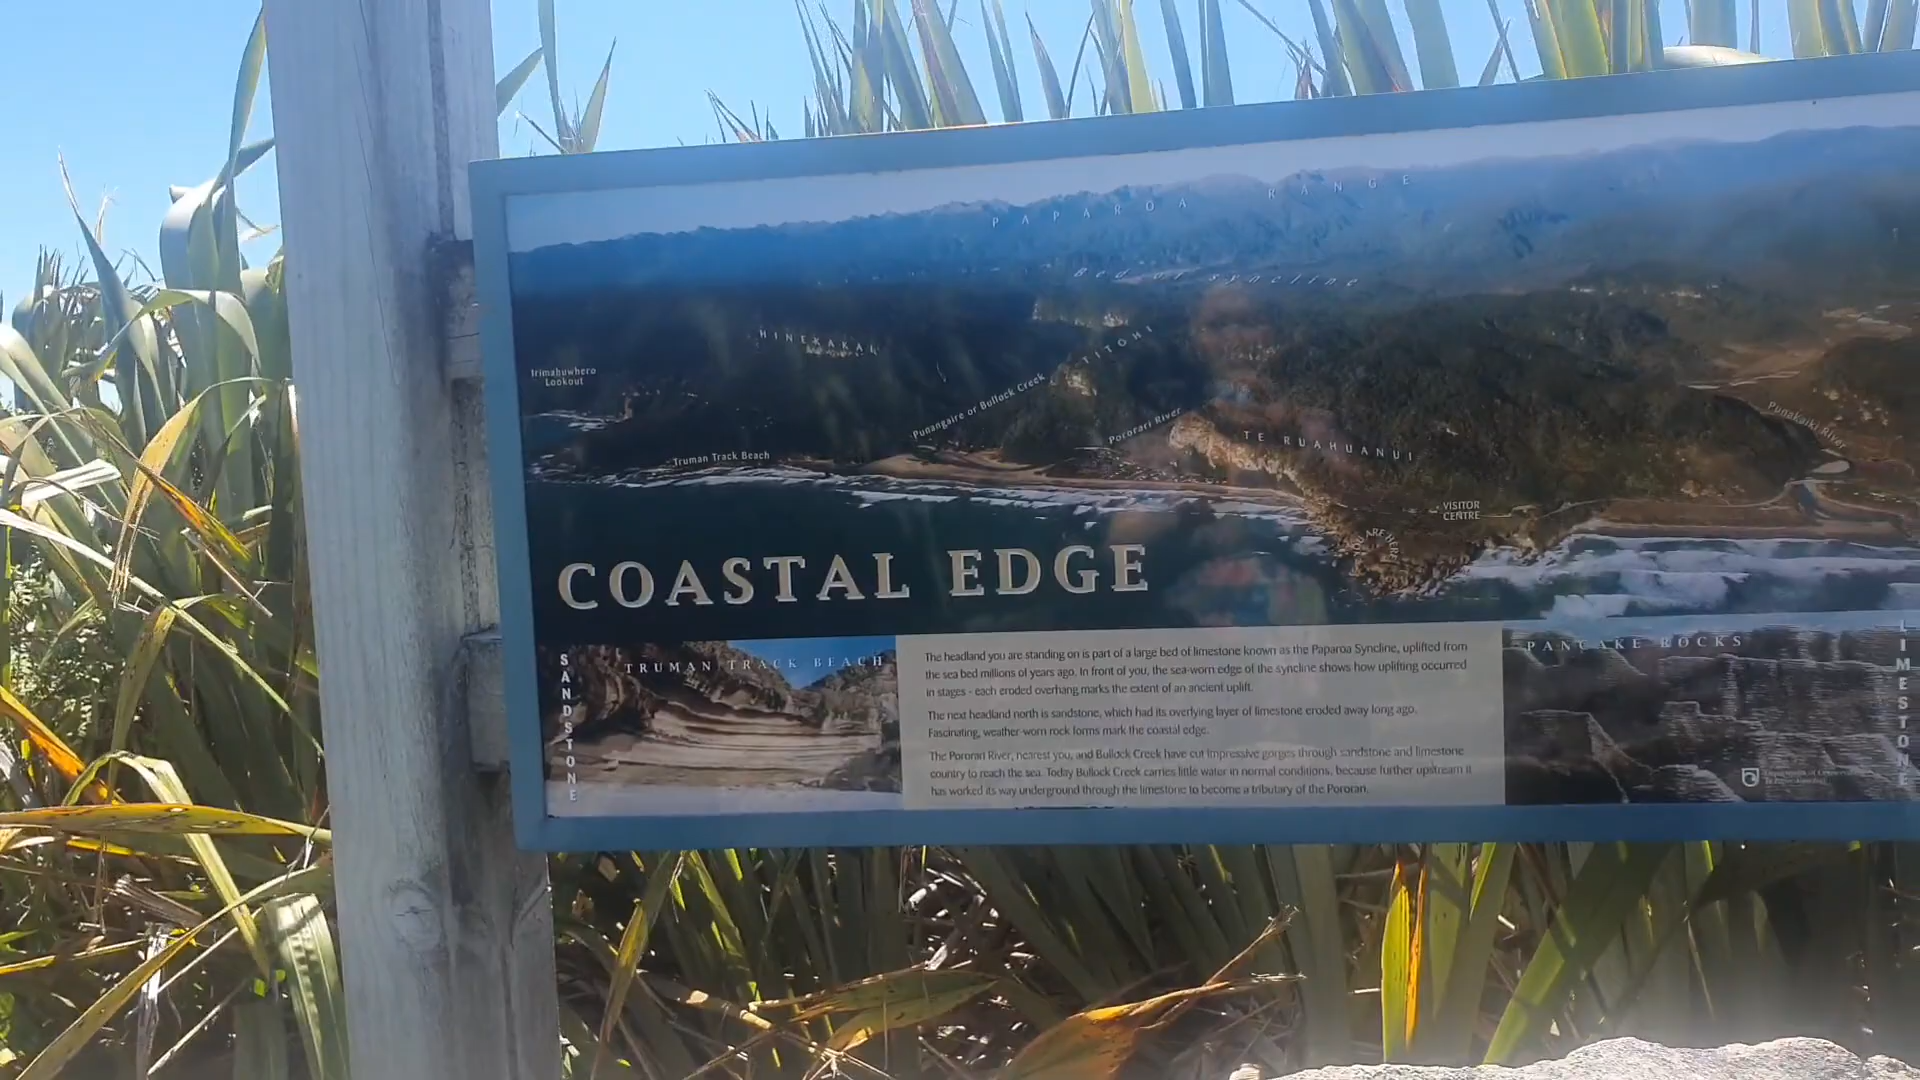 PAPAROA RANGE
Bed of syncline
HINEKAKAI
TITOHI
Irimahuwhero
Lookout
Punangaire or Bullock Creek
Pororari River
Punakaiki River
TE RUAHUANUI
Truman Track Beach
VISITOR
CENTRE
YOU ARE HERE
COASTAL EDGE
SANDSTONE
TRUMAN TRACK BEACH
The headland you are standing on is part of a large bed of limestone known as the Paparoa Syncline, uplifted from
the sea bed millions of years ago. In front of you, the sea-worn edge of the syncline shows how uplifting occurred
in stages - each eroded overhang marks the extent of an ancient uplift.
The next headland north is sandstone, which had its overlying layer of limestone eroded away long ago.
Fascinating, weather-worn rock forms mark the coastal edge.
The Pororari River, nearest you, and Bullock Creek have cut impressive gorges through sandstone and limestone
country to reach the sea. Today Bullock Creek carries little water in normal conditions, because further upstream it
has worked its way underground through the limestone to become a tributary of the Pororari.
PANCAKE ROCKS
LIMESTONE
Department of Conservation